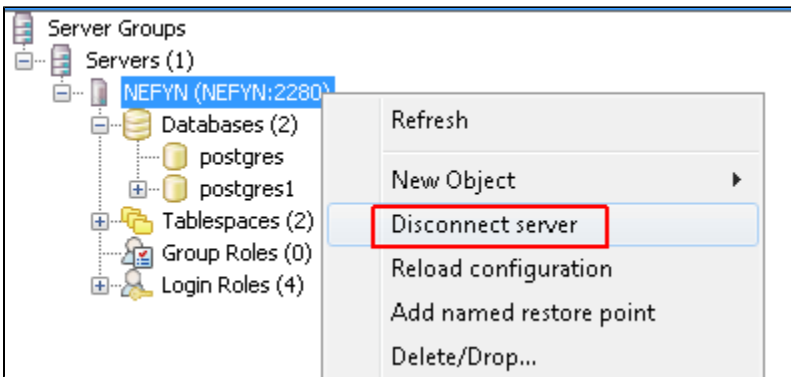 Server Groups
Servers (1)
NEFYN (NEFYN:2280)
Databases (2)
postgres
postgres1
Tablespaces (2)
Group Roles (0)
Login Roles (4)
Refresh
New Object
Disconnect server
Reload configuration
Add named restore point
Delete/Drop...